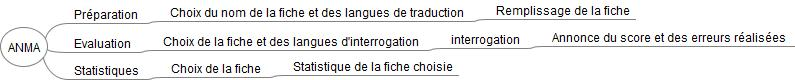 Préparation Choix du nom de la fiche et des langues de traduction Remplissage de la fiche
ANMA
Evaluation Choix de la fiche et des langues d'interrogation interrogation Annonce du score et des erreurs réalisées
Statistiques Choix de la fiche Statistique de la fiche choisie